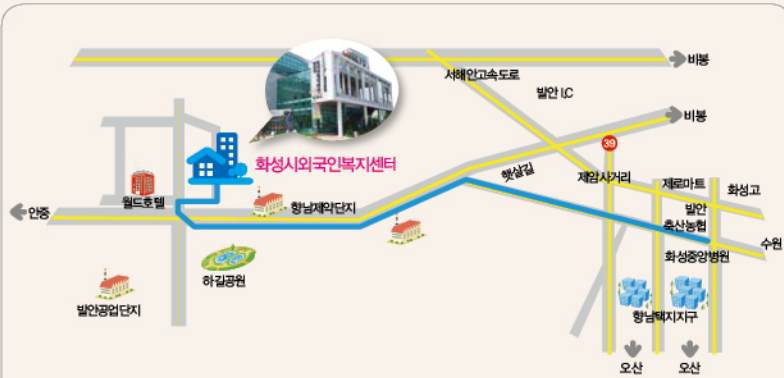 비봉
서해안고속도로
발안 I.C
비봉
39
화성시외국인복지센터
햇살길
제암사거리
제로마트
화성고
월드호텔
향남제약단지
발안
안중
축산농협
수원
화성중앙병원
하길공원
발안공업단지
향남택지지구
오산
오산